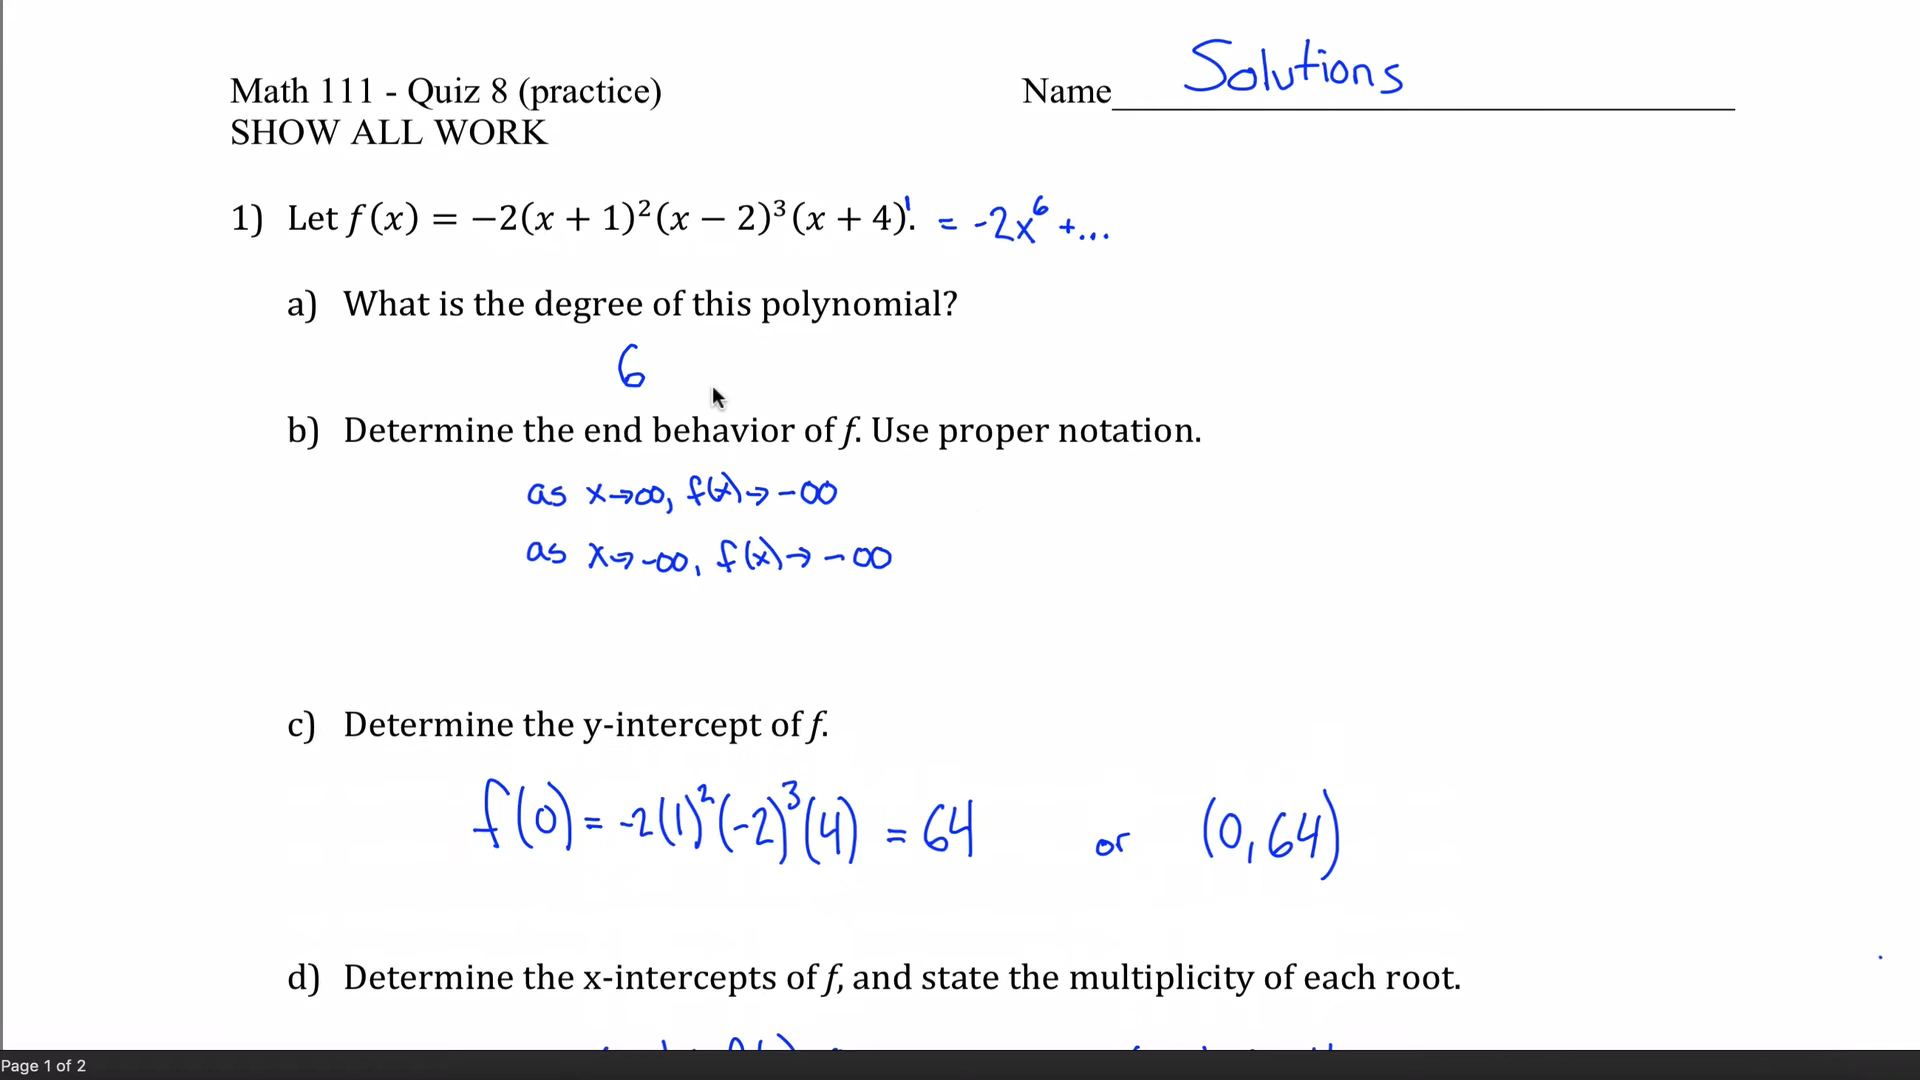 Math 111 - Quiz 8 (practice) Name Solutions
SHOW ALL WORK
1) Let f(x) = −2(x + 1)²(x − 2)³(x + 4)¹. = -2x⁶ +...
a) What is the degree of this polynomial?
6
b) Determine the end behavior of f. Use proper notation.
as x→∞, f(x)→-∞
as x→-∞, f(x)→-∞
c) Determine the y-intercept of f.
f(0) = -2(1)²(-2)³(4) = 64 or (0,64)
d) Determine the x-intercepts of f, and state the multiplicity of each root.
Page 1 of 2